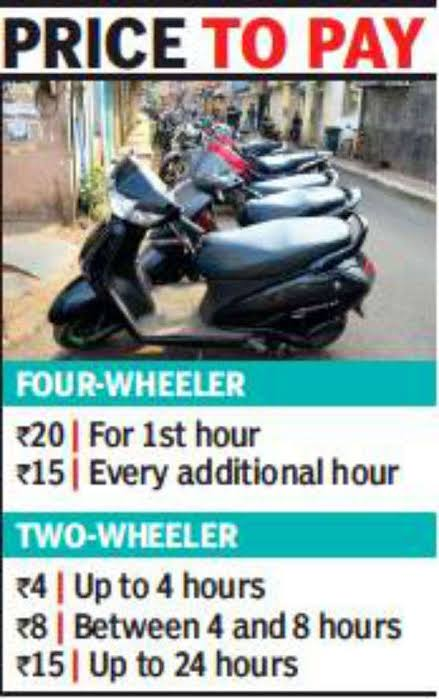 PRICE TO PAY
FOUR-WHEELER
₹20 | For 1st hour
₹15 | Every additional hour
TWO-WHEELER
₹4 | Up to 4 hours
₹8 | Between 4 and 8 hours
₹15 | Up to 24 hours